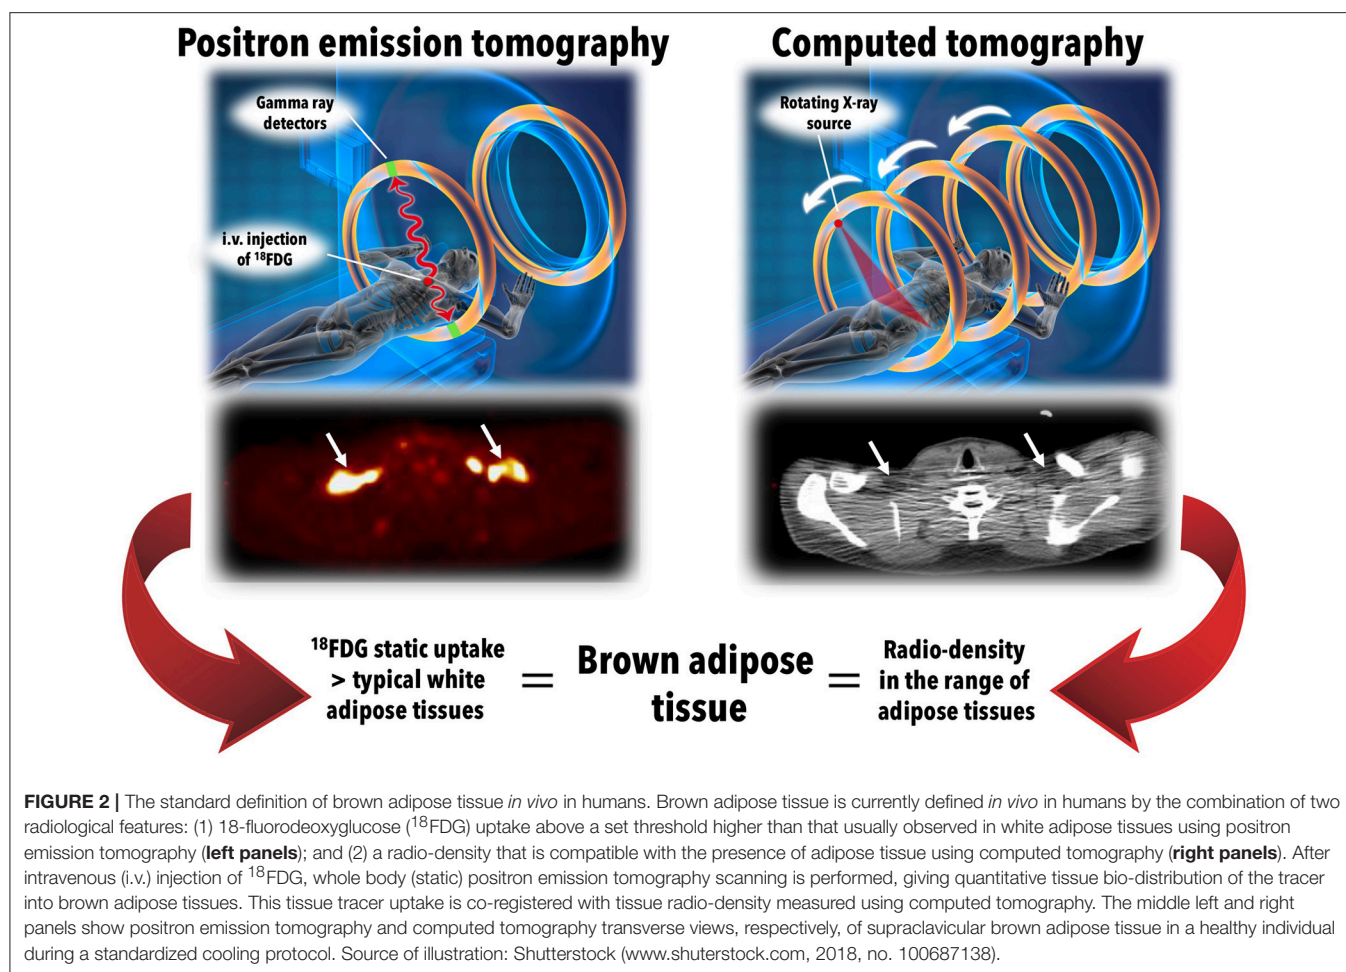 Positron emission tomography
Computed tomography
Gamma ray
detectors
i.v. injection
of ¹⁸FDG
Rotating X-ray
source
¹⁸FDG static uptake
> typical white
adipose tissues
=
Brown adipose
tissue
=
Radio-density
in the range of
adipose tissues
FIGURE 2 | The standard definition of brown adipose tissue in vivo in humans. Brown adipose tissue is currently defined in vivo in humans by the combination of two
radiological features: (1) 18-fluorodeoxyglucose (¹⁸FDG) uptake above a set threshold higher than that usually observed in white adipose tissues using positron
emission tomography (left panels); and (2) a radio-density that is compatible with the presence of adipose tissue using computed tomography (right panels). After
intravenous (i.v.) injection of ¹⁸FDG, whole body (static) positron emission tomography scanning is performed, giving quantitative tissue bio-distribution of the tracer
into brown adipose tissues. This tissue tracer uptake is co-registered with tissue radio-density measured using computed tomography. The middle left and right
panels show positron emission tomography and computed tomography transverse views, respectively, of supraclavicular brown adipose tissue in a healthy individual
during a standardized cooling protocol. Source of illustration: Shutterstock (www.shuterstock.com, 2018, no. 100687138).